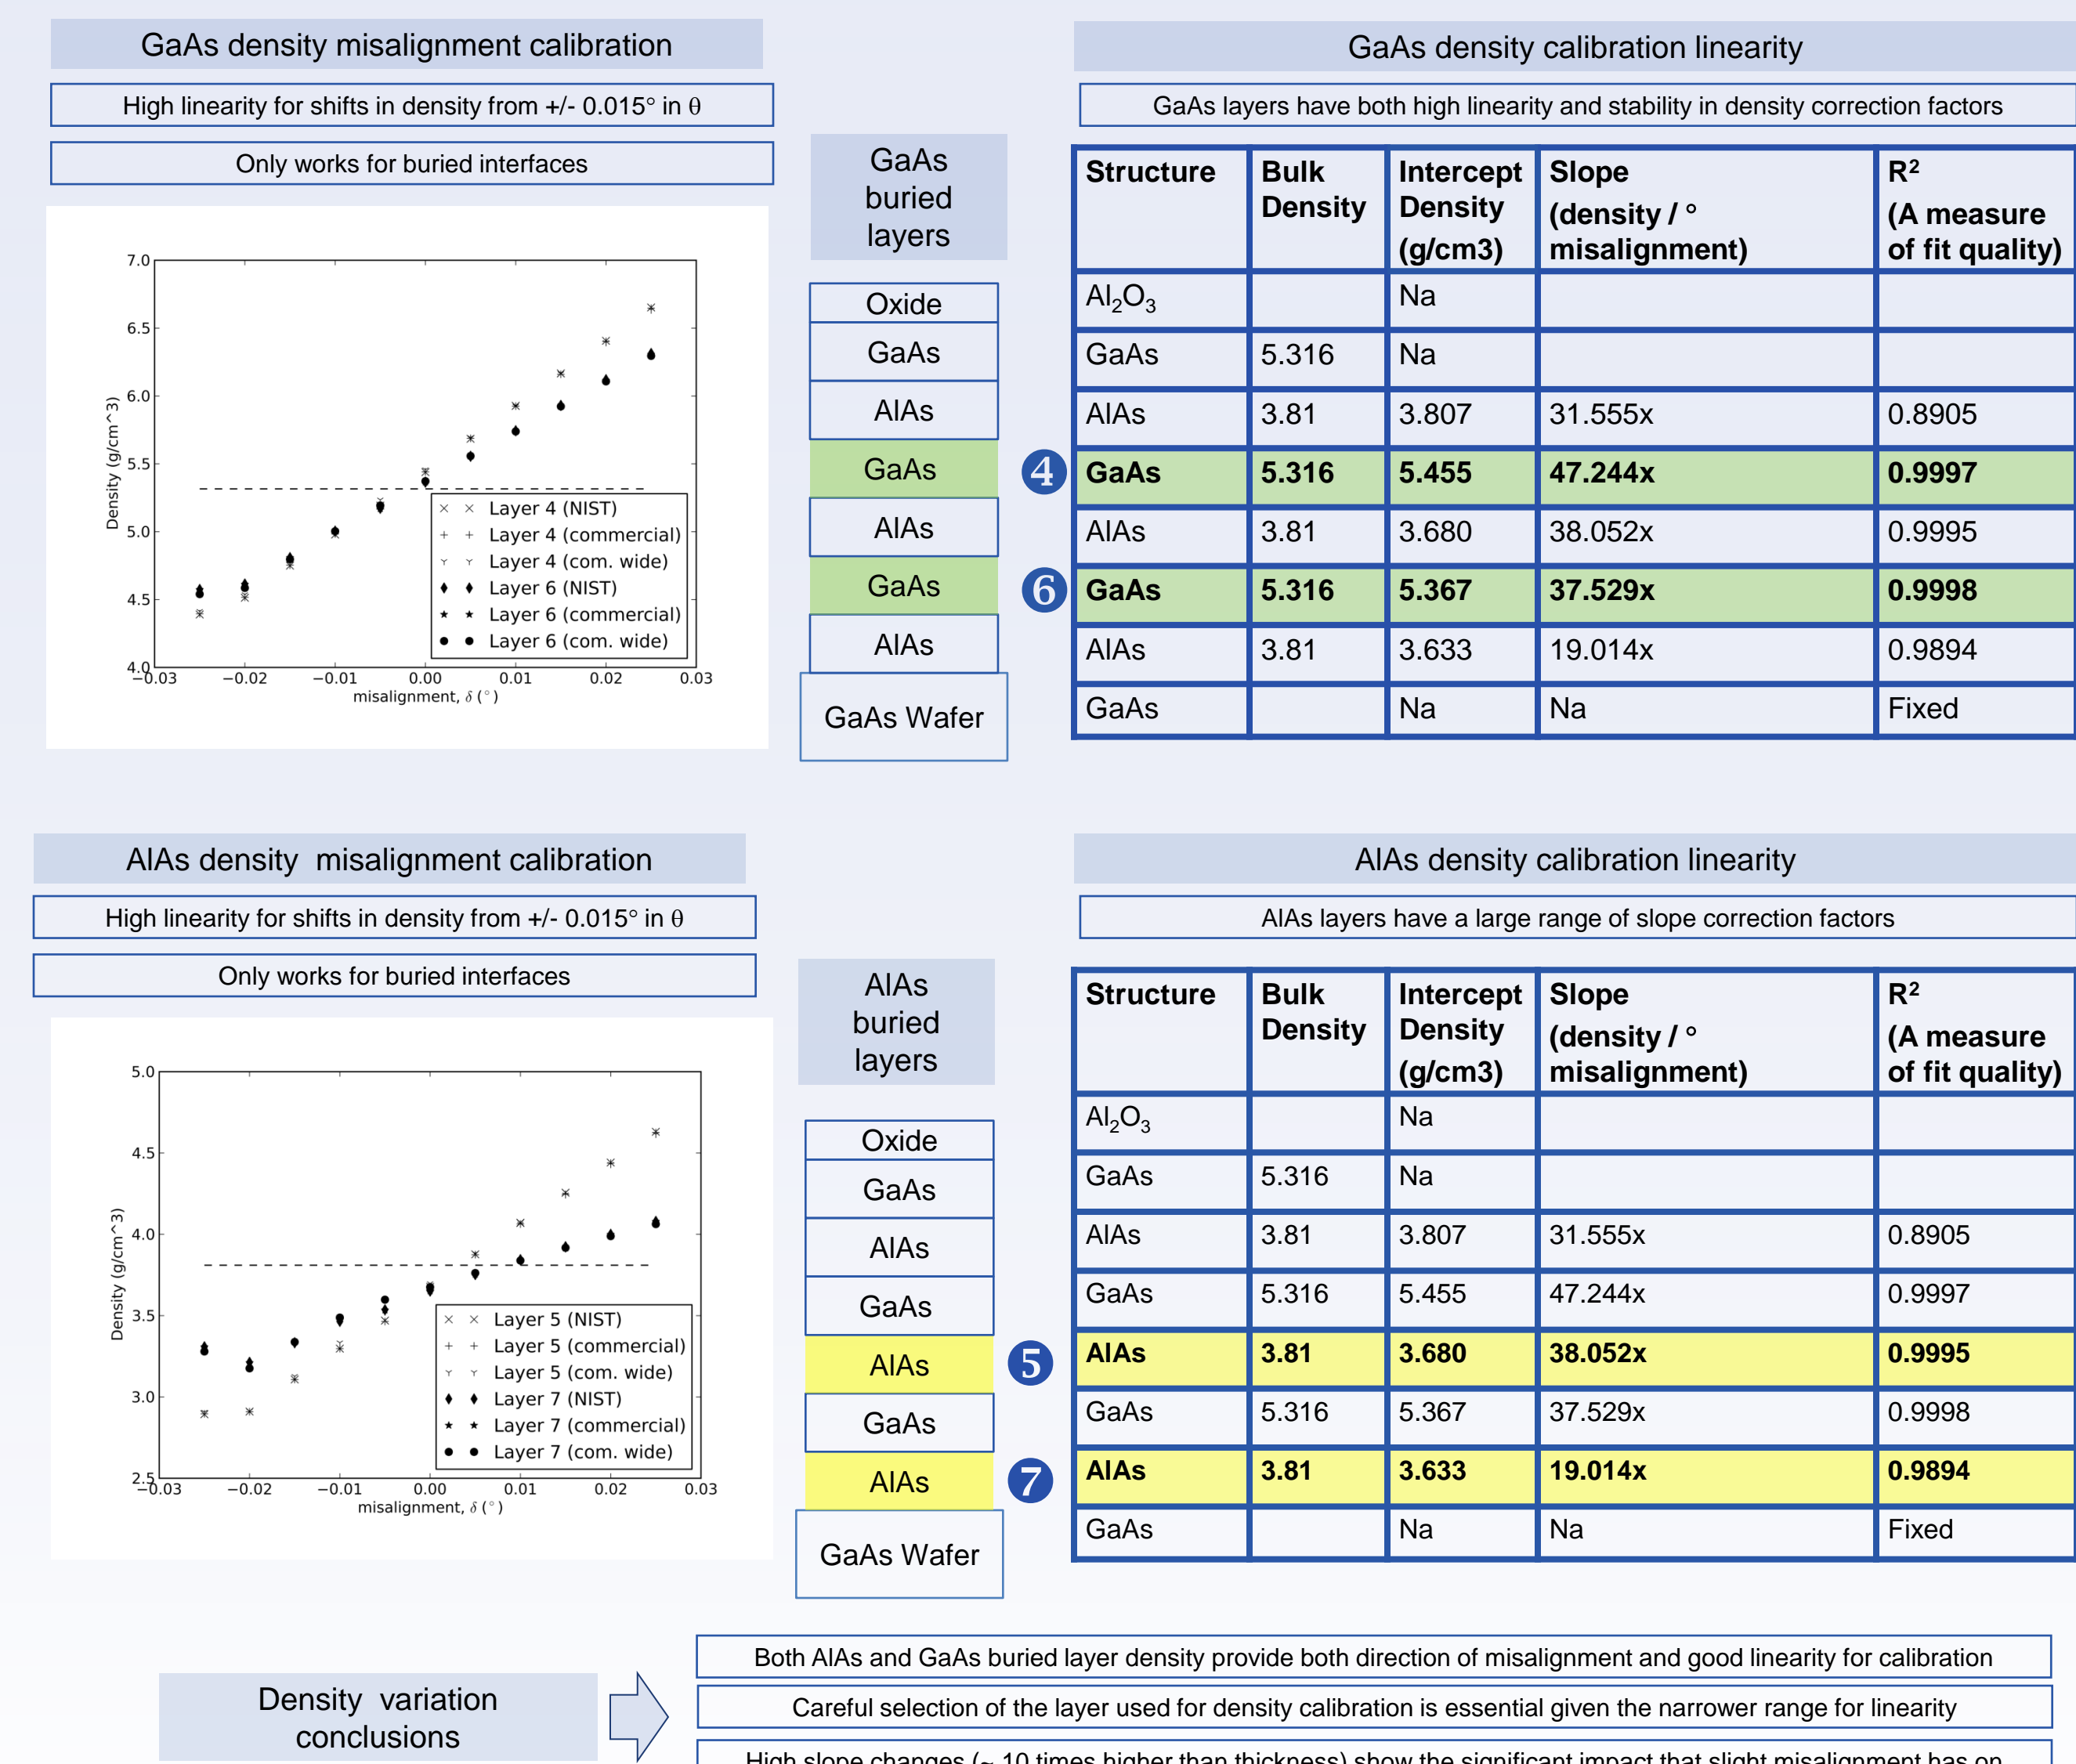 GaAs density misalignment calibration
High linearity for shifts in density from +/- 0.015° in θ
Only works for buried interfaces
7.0
6.5
6.0
5.5
5.0
4.5
4.0
Density (g/cm^3)
Layer 4 (NIST)
Layer 4 (commercial)
Layer 4 (com. wide)
Layer 6 (NIST)
Layer 6 (commercial)
Layer 6 (com. wide)
−0.03 −0.02 −0.01 0.00 0.01 0.02 0.03
misalignment, δ (°)
GaAs
buried
layers
Oxide
GaAs
AlAs
GaAs
AlAs
GaAs
AlAs
GaAs Wafer
4
6
GaAs density calibration linearity
GaAs layers have both high linearity and stability in density correction factors
Structure Bulk Density Intercept Density (g/cm3) Slope (density / ° misalignment) R² (A measure of fit quality)
Al₂O₃ Na
GaAs 5.316 Na
AlAs 3.81 3.807 31.555x 0.8905
GaAs 5.316 5.455 47.244x 0.9997
AlAs 3.81 3.680 38.052x 0.9995
GaAs 5.316 5.367 37.529x 0.9998
AlAs 3.81 3.633 19.014x 0.9894
GaAs Na Na Fixed
AlAs density misalignment calibration
High linearity for shifts in density from +/- 0.015° in θ
Only works for buried interfaces
5.0
4.5
4.0
3.5
3.0
2.5
Density (g/cm^3)
Layer 5 (NIST)
Layer 5 (commercial)
Layer 5 (com. wide)
Layer 7 (NIST)
Layer 7 (commercial)
Layer 7 (com. wide)
−0.03 −0.02 −0.01 0.00 0.01 0.02 0.03
misalignment, δ (°)
AlAs
buried
layers
Oxide
GaAs
AlAs
GaAs
AlAs
GaAs
AlAs
GaAs Wafer
5
7
AlAs density calibration linearity
AlAs layers have a large range of slope correction factors
Structure Bulk Density Intercept Density (g/cm3) Slope (density / ° misalignment) R² (A measure of fit quality)
Al₂O₃ Na
GaAs 5.316 Na
AlAs 3.81 3.807 31.555x 0.8905
GaAs 5.316 5.455 47.244x 0.9997
AlAs 3.81 3.680 38.052x 0.9995
GaAs 5.316 5.367 37.529x 0.9998
AlAs 3.81 3.633 19.014x 0.9894
GaAs Na Na Fixed
Density variation
conclusions
Both AlAs and GaAs buried layer density provide both direction of misalignment and good linearity for calibration
Careful selection of the layer used for density calibration is essential given the narrower range for linearity
High slope changes (~ 10 times higher than thickness) show the significant impact that slight misalignment has on